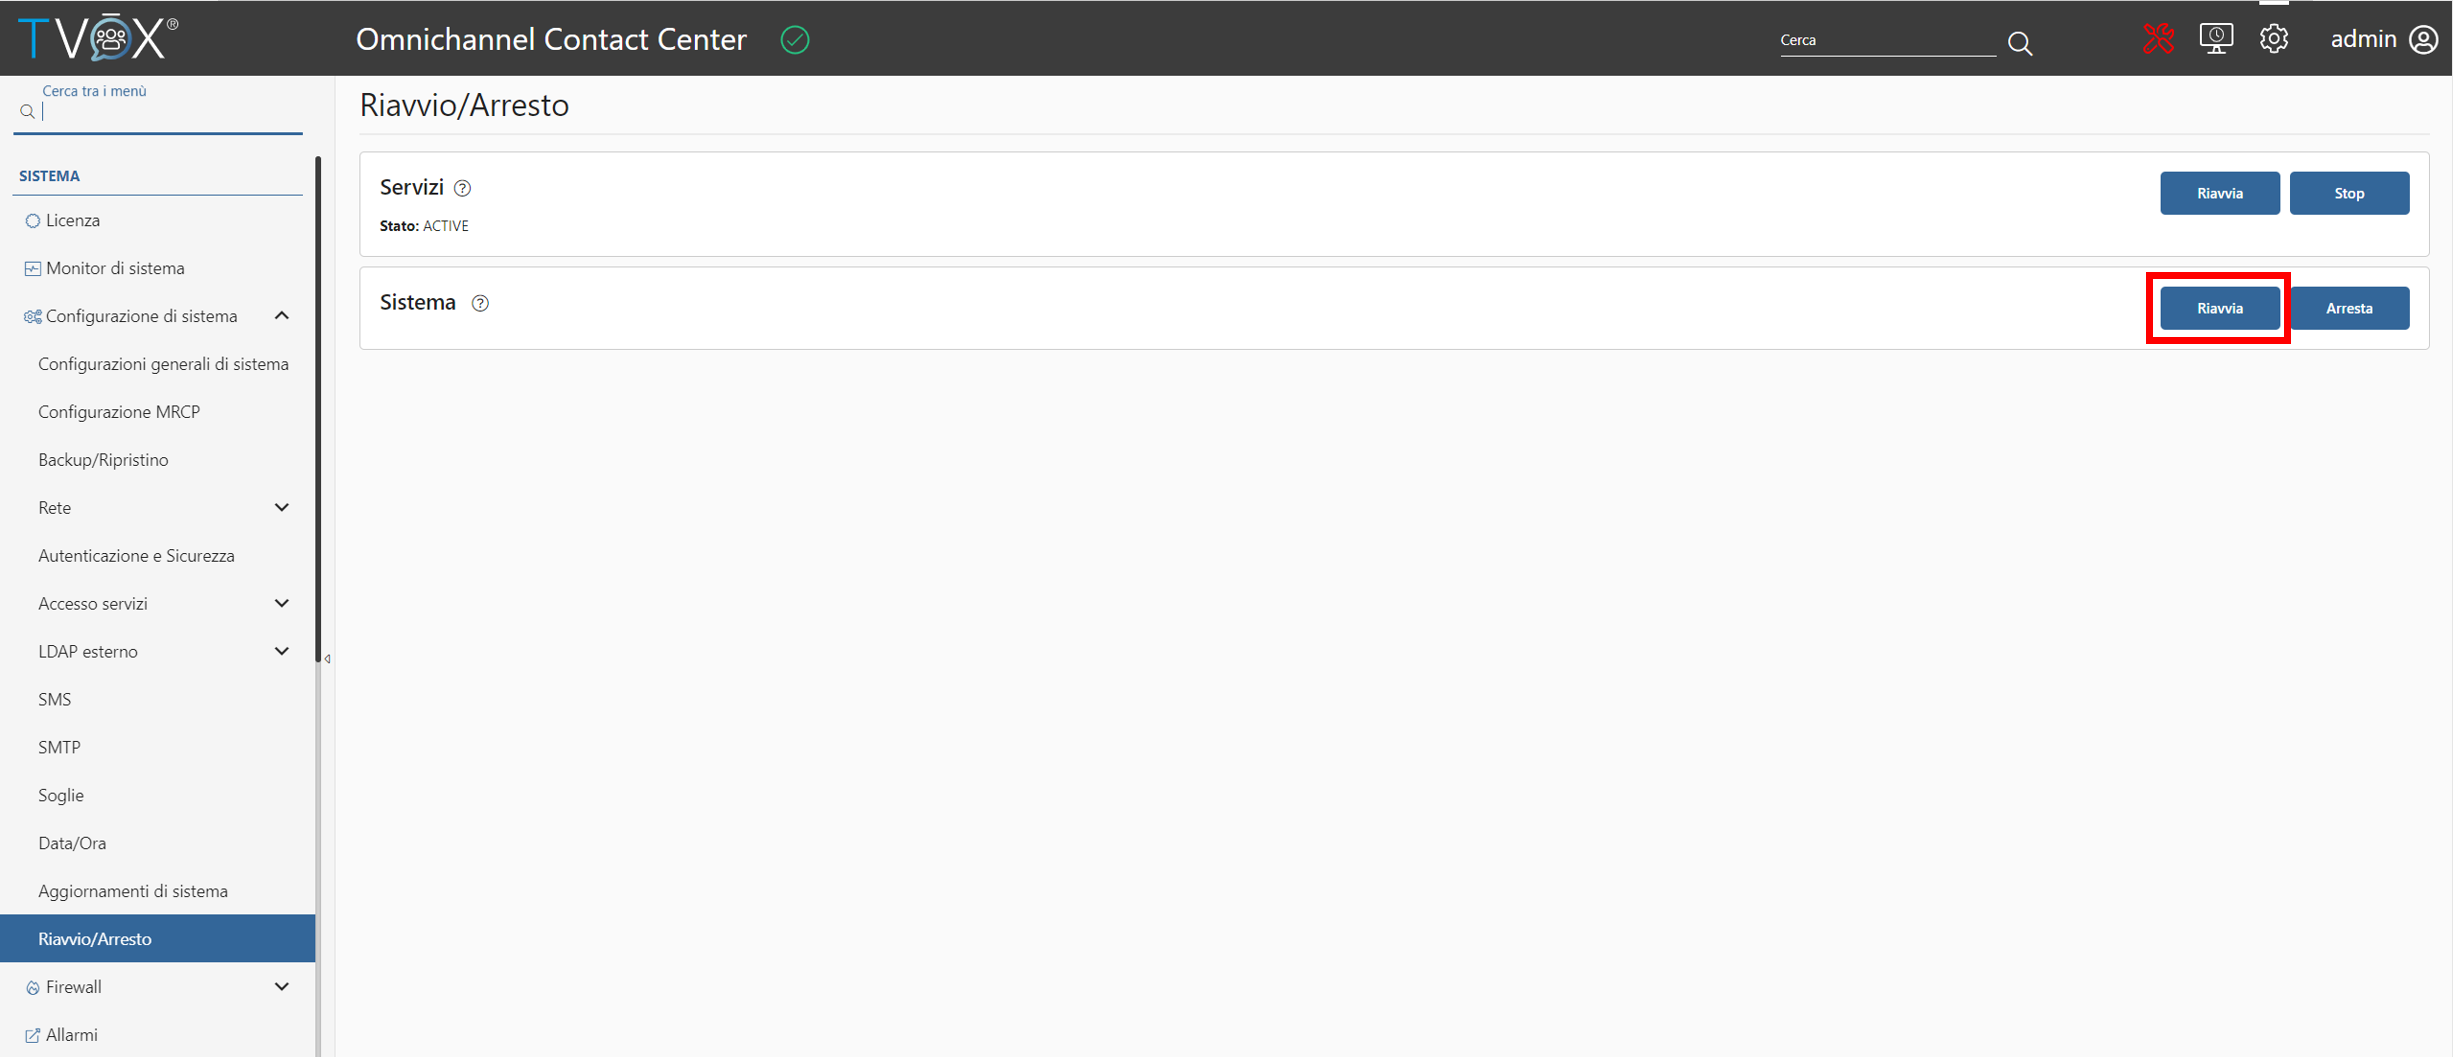 TVOX®
Omnichannel Contact Center
Cerca
admin
Cerca tra i menù
SISTEMA
Licenza
Monitor di sistema
Configurazione di sistema
Configurazioni generali di sistema
Configurazione MRCP
Backup/Ripristino
Rete
Autenticazione e Sicurezza
Accesso servizi
LDAP esterno
SMS
SMTP
Soglie
Data/Ora
Aggiornamenti di sistema
Riavvio/Arresto
Firewall
Allarmi
Riavvio/Arresto
Servizi ?
Stato: ACTIVE
Riavvia
Stop
Sistema ?
Riavvia
Arresta